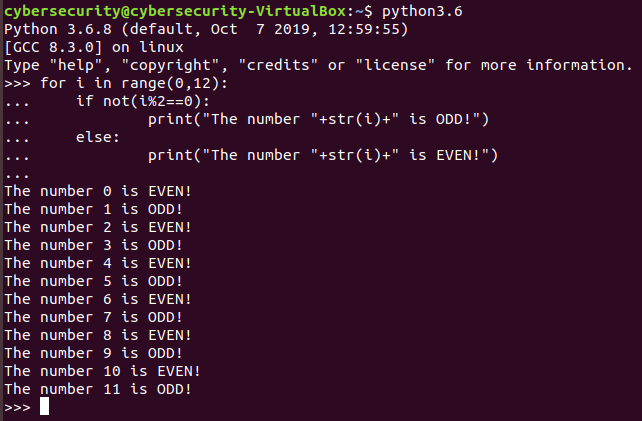 cybersecurity@cybersecurity-VirtualBox:~$ python3.6
Python 3.6.8 (default, Oct  7 2019, 12:59:55)
[GCC 8.3.0] on linux
Type "help", "copyright", "credits" or "license" for more information.
>>> for i in range(0,12):
...     if not(i%2==0):
...             print("The number "+str(i)+" is ODD!")
...     else:
...             print("The number "+str(i)+" is EVEN!")
...
The number 0 is EVEN!
The number 1 is ODD!
The number 2 is EVEN!
The number 3 is ODD!
The number 4 is EVEN!
The number 5 is ODD!
The number 6 is EVEN!
The number 7 is ODD!
The number 8 is EVEN!
The number 9 is ODD!
The number 10 is EVEN!
The number 11 is ODD!
>>>